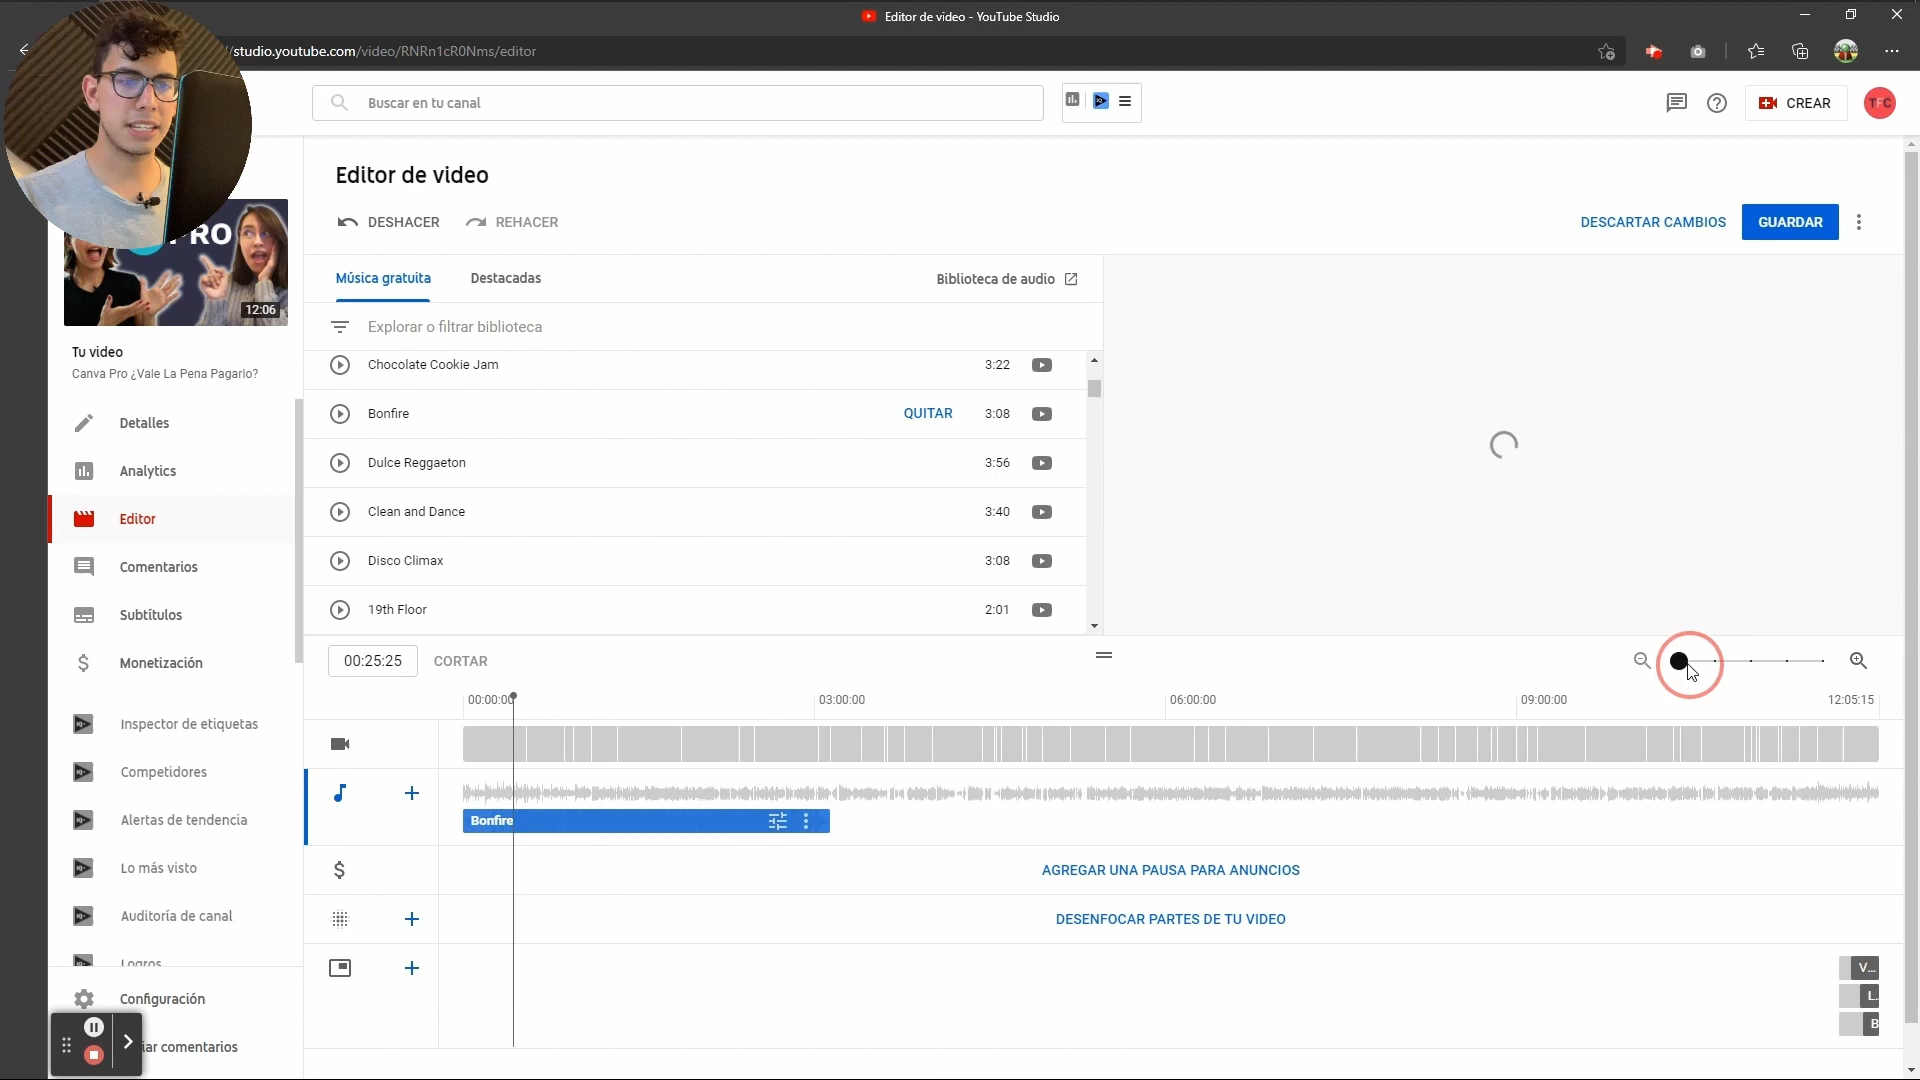 Editor de video - YouTube Studio
studio.youtube.com/video/RNRn1cR0Nms/editor
Buscar en tu canal
CREAR
TFC
Editor de video
DESHACER
REHACER
DESCARTAR CAMBIOS
GUARDAR
PRO
12:06
Tu video
Canva Pro ¿Vale La Pena Pagarlo?
Detalles
Analytics
Editor
Comentarios
Subtítulos
Monetización
Inspector de etiquetas
Competidores
Alertas de tendencia
Lo más visto
Auditoría de canal
Logros
Configuración
iar comentarios
Música gratuita
Destacadas
Biblioteca de audio
Explorar o filtrar biblioteca
Chocolate Cookie Jam 3:22
Bonfire QUITAR 3:08
Dulce Reggaeton 3:56
Clean and Dance 3:40
Disco Climax 3:08
19th Floor 2:01
00:25:25
CORTAR
00:00:00 03:00:00 06:00:00 09:00:00 12:05:15
Bonfire
AGREGAR UNA PAUSA PARA ANUNCIOS
DESENFOCAR PARTES DE TU VIDEO
V...
L.
B